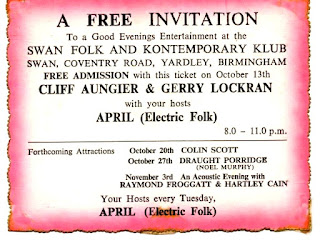 A FREE INVITATION
To a Good Evenings Entertainment at the
SWAN FOLK AND KONTEMPORARY KLUB
SWAN, COVENTRY ROAD, YARDLEY, BIRMINGHAM
FREE ADMISSION with this ticket on October 13th
CLIFF AUNGIER & GERRY LOCKRAN
with your hosts
APRIL (Electric Folk)
8.0 – 11.0 p.m.
Forthcoming Attractions October 20th COLIN SCOTT
October 27th DRAUGHT PORRIDGE
(NOEL MURPHY)
November 3rd An Acoustic Evening with
RAYMOND FROGGATT & HARTLEY CAIN
Your Hosts every Tuesday,
APRIL (Electric Folk)